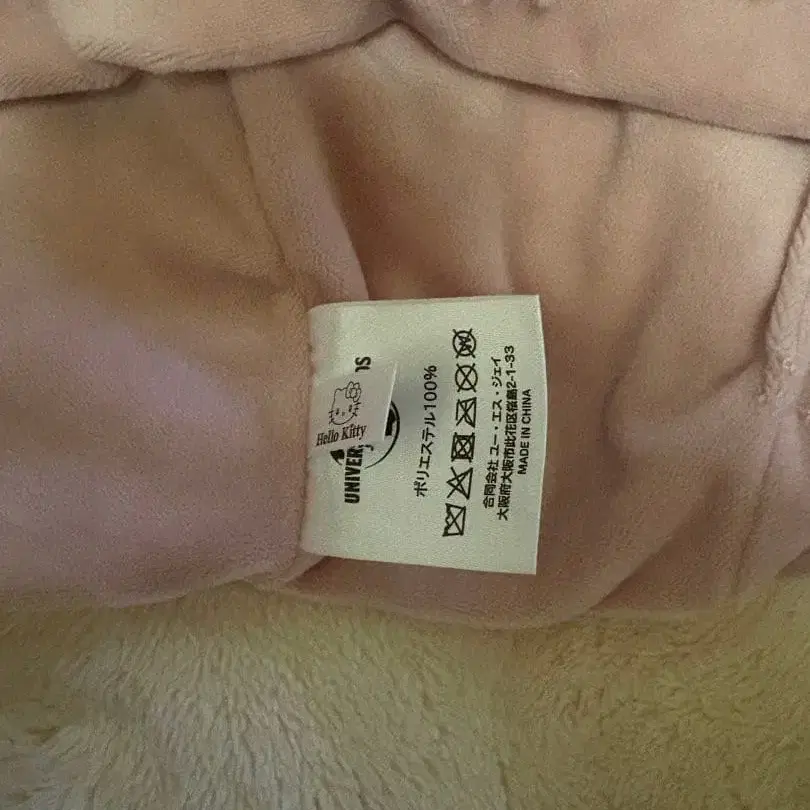 UNIVER
Hello Kitty
ポリエステル100%
合同会社 ユー・エス・ジェイ
大阪府大阪市此花区桜島2-1-33
MADE IN CHINA